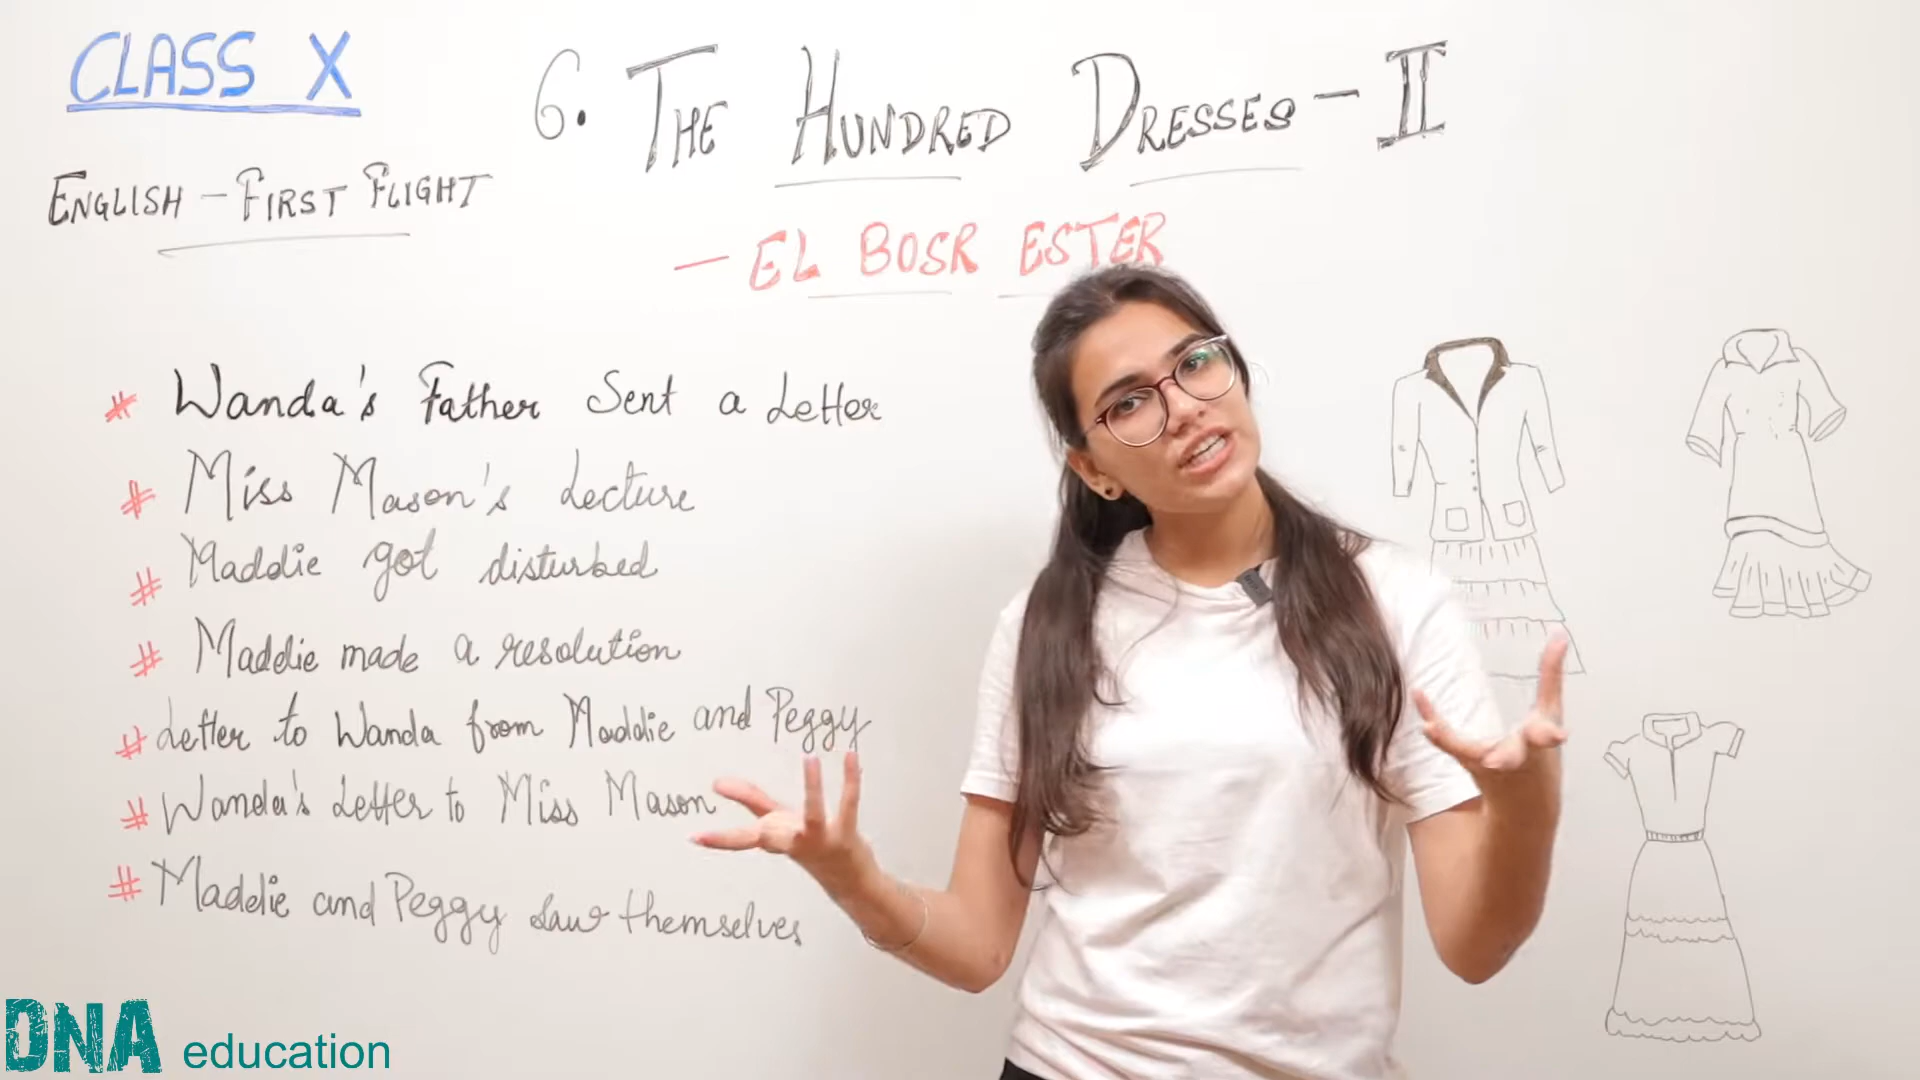 CLASS X
6. THE HUNDRED DRESSES - II
ENGLISH - FIRST FLIGHT
- EL BOSR ESTER
# Wanda's Father Sent a Letter
# Miss Mason's Lecture
# Maddie got disturbed
# Maddie made a resolution
# Letter to Wanda from Maddie and Peggy
# Wanda's Letter to Miss Mason
# Maddie and Peggy saw themselves
DNA education